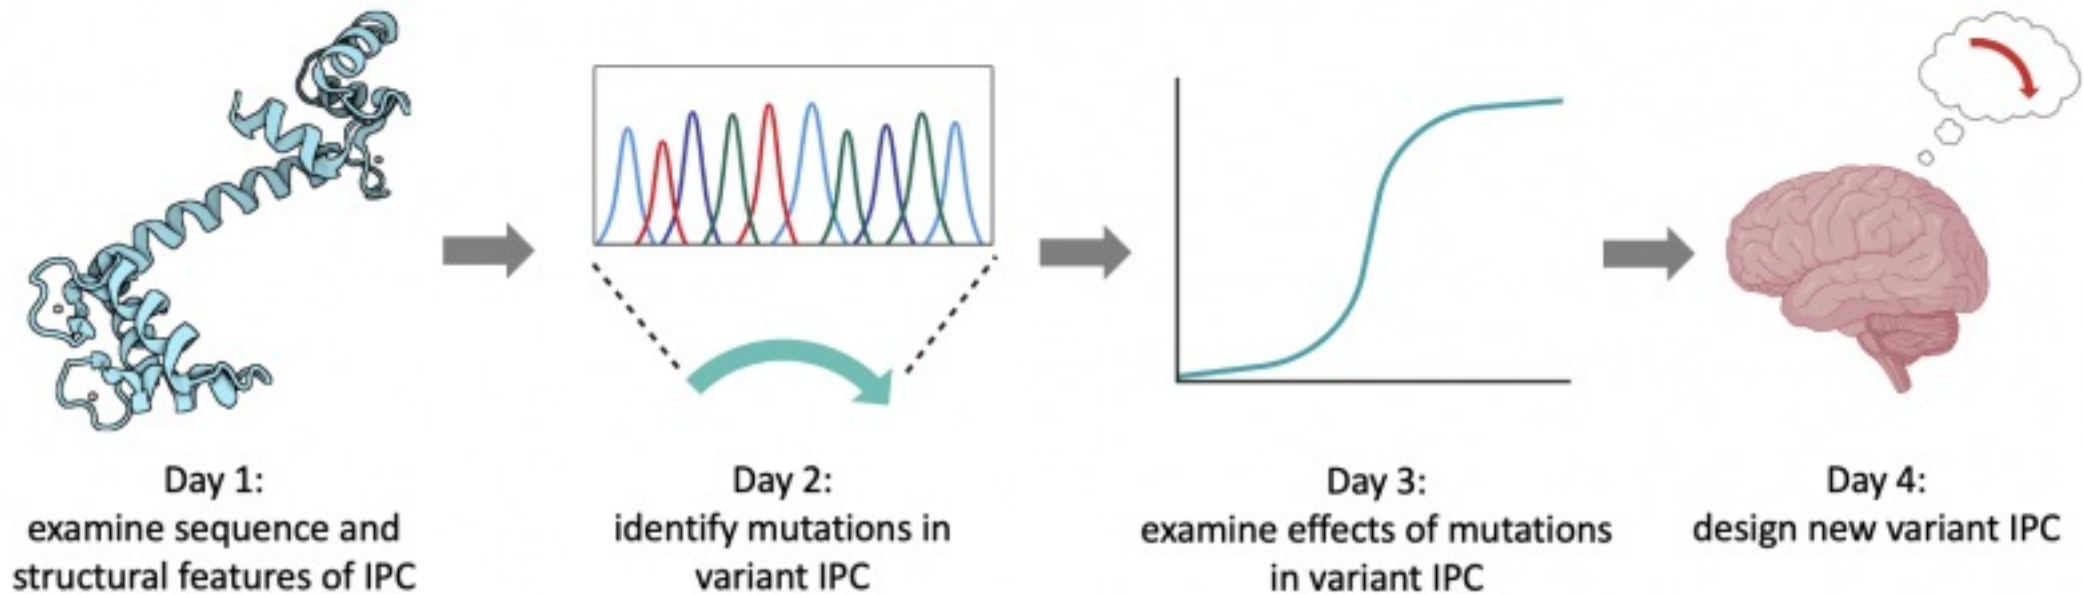 Day 1:
examine sequence and
structural features of IPC
Day 2:
identify mutations in
variant IPC
Day 3:
examine effects of mutations
in variant IPC
Day 4:
design new variant IPC